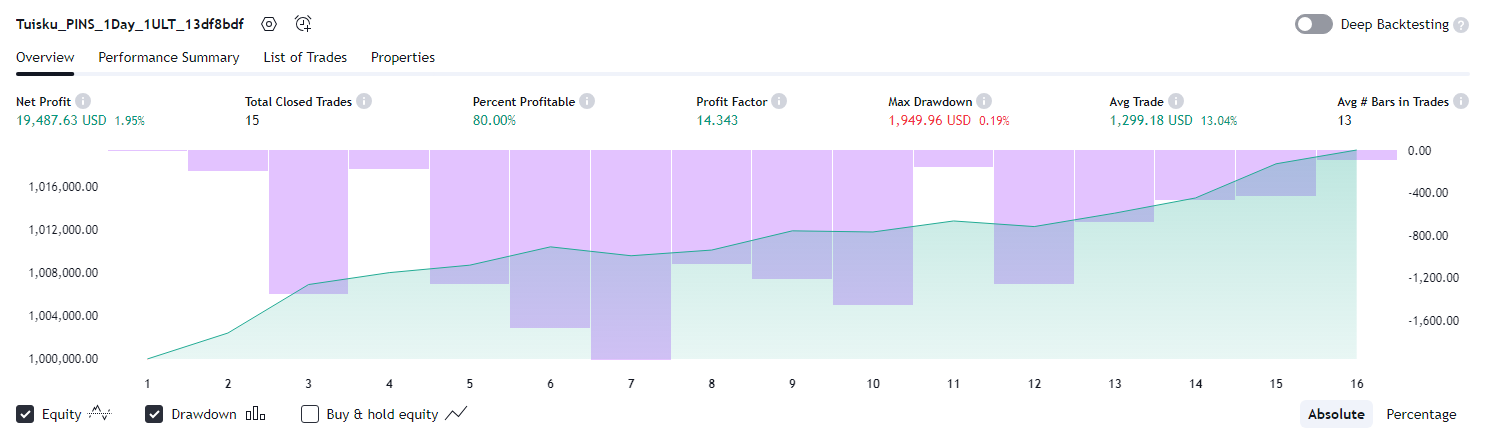 Tuisku_PINS_1Day_1ULT_13df8bdf
Deep Backtesting
Overview Performance Summary List of Trades Properties
Net Profit Total Closed Trades Percent Profitable Profit Factor Max Drawdown Avg Trade Avg # Bars in Trades
19,487.63 USD 1.95% 15 80.00% 14.343 1,949.96 USD 0.19% 1,299.18 USD 13.04% 13
0.00
1,016,000.00
-400.00
1,012,000.00
-800.00
1,008,000.00
-1,200.00
1,004,000.00
-1,600.00
1,000,000.00
1 2 3 4 5 6 7 8 9 10 11 12 13 14 15 16
Equity Drawdown Buy & hold equity Absolute Percentage